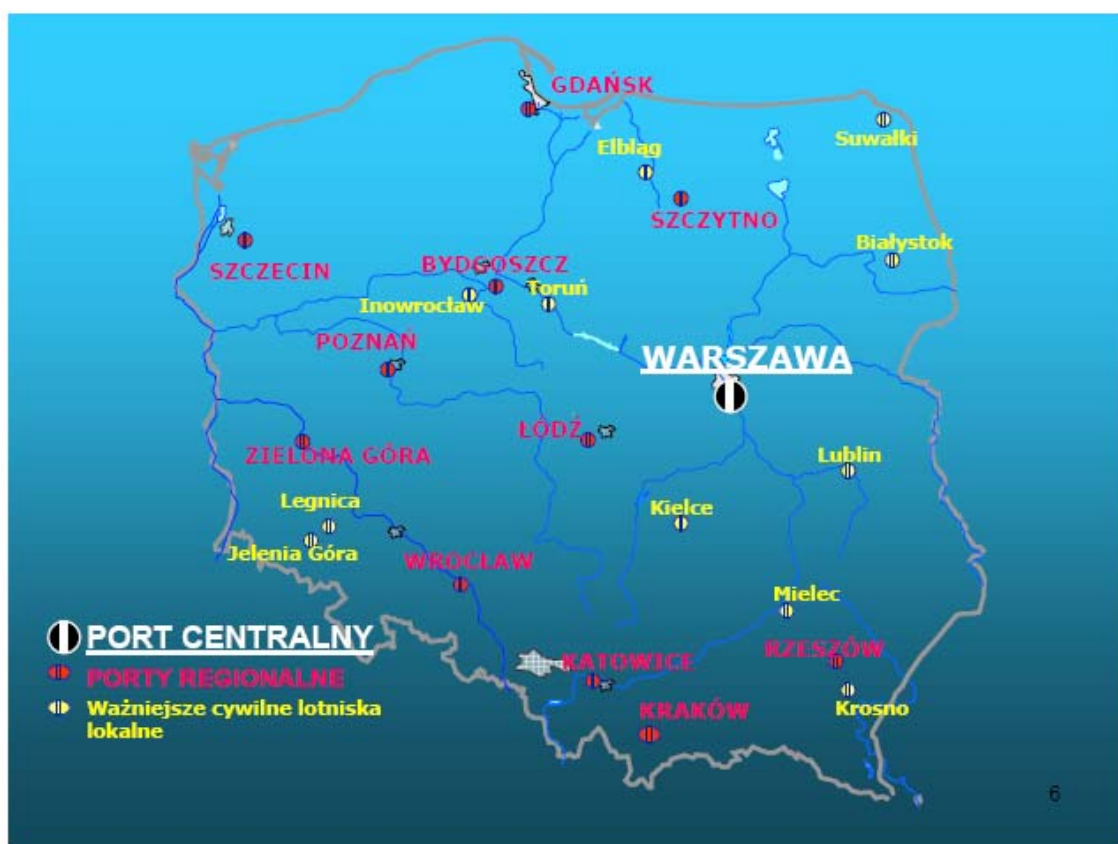 GDAŃSK
Suwałki
Elbląg
SZCZYTNO
Białystok
SZCZECIN
BYDGOSZCZ
Toruń
Inowrocław
POZNAŃ
WARSZAWA
ŁÓDŹ
ZIELONA GÓRA
Lublin
Legnica
Kielce
Jelenia Góra
WROCŁAW
Mielec
PORT CENTRALNY
RZESZÓW
KATOWICE
PORTY REGIONALNE
Krosno
KRAKÓW
Ważniejsze cywilne lotniska
lokalne
6